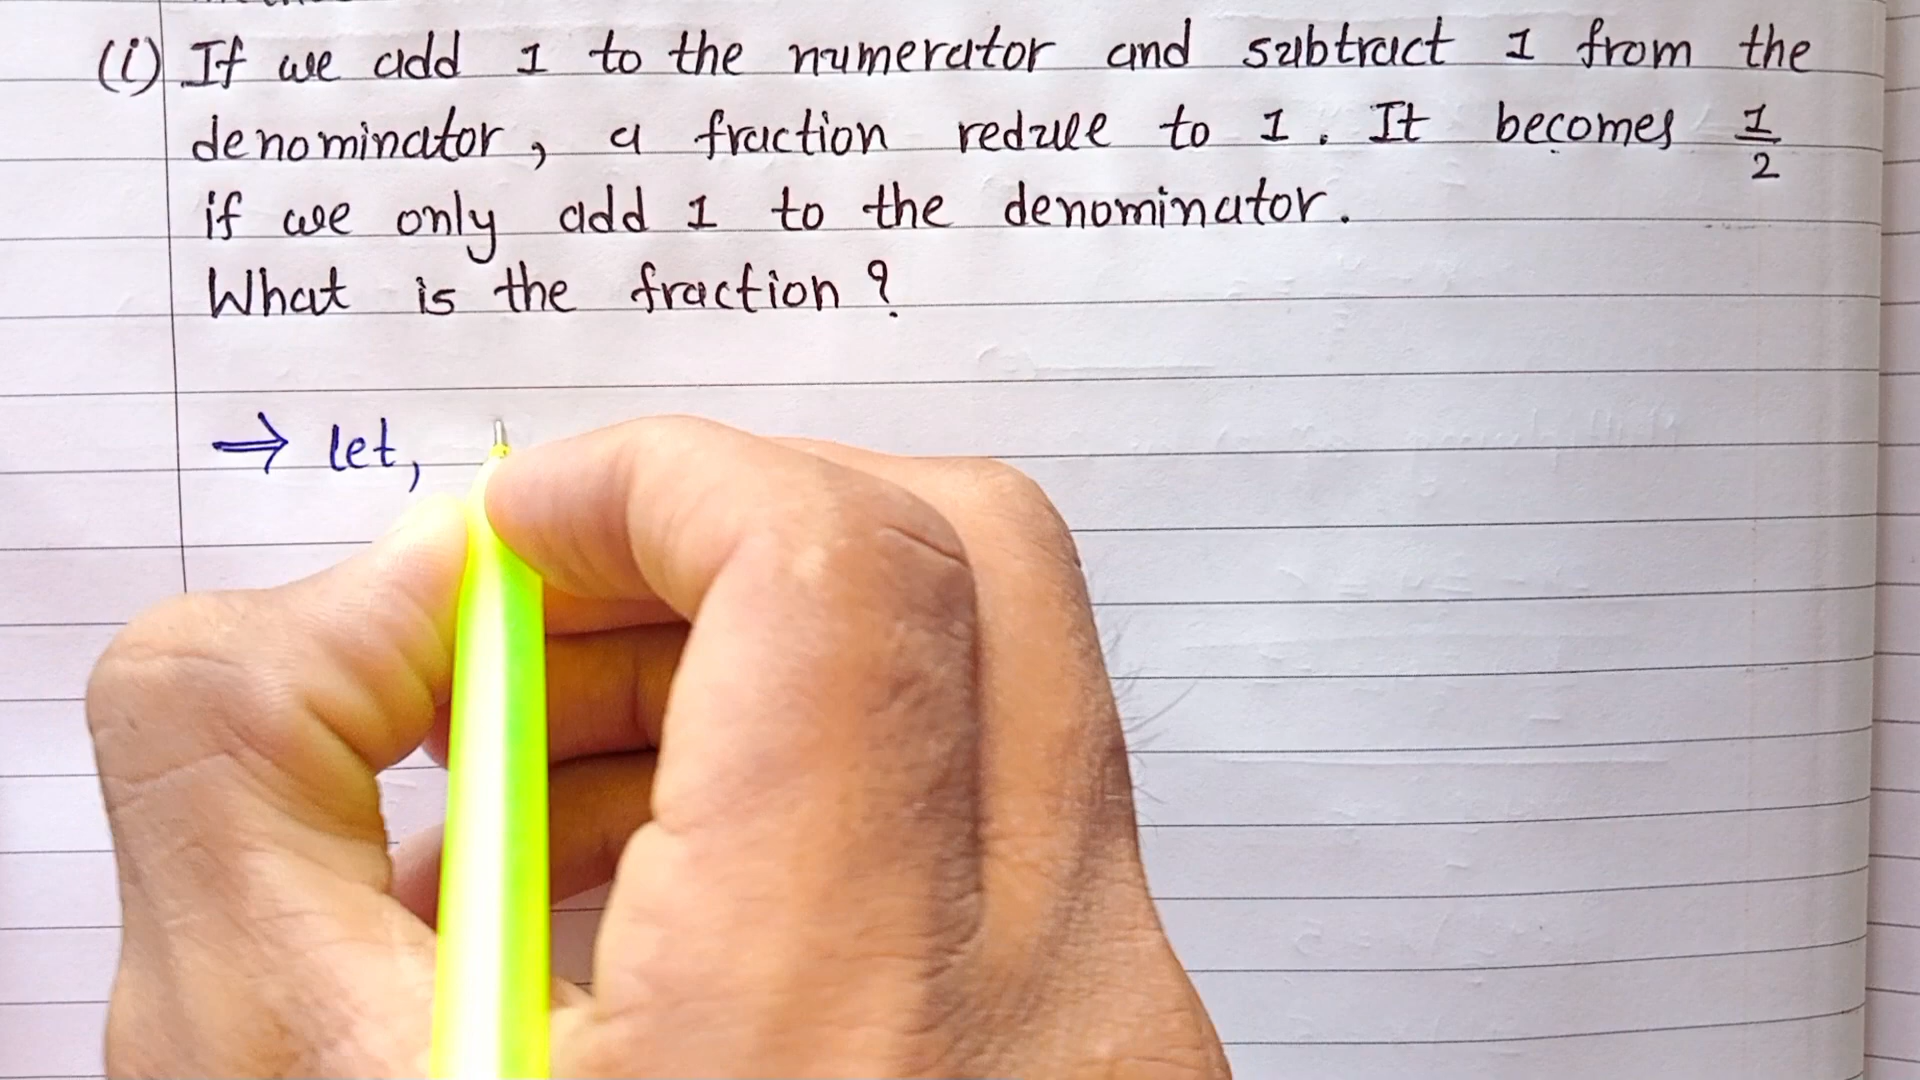 (i) If we add 1 to the numerator and subtract 1 from the
denominator, a fraction reduce to 1. It becomes 1/2
if we only add 1 to the denominator.
What is the fraction?
⇒ let,